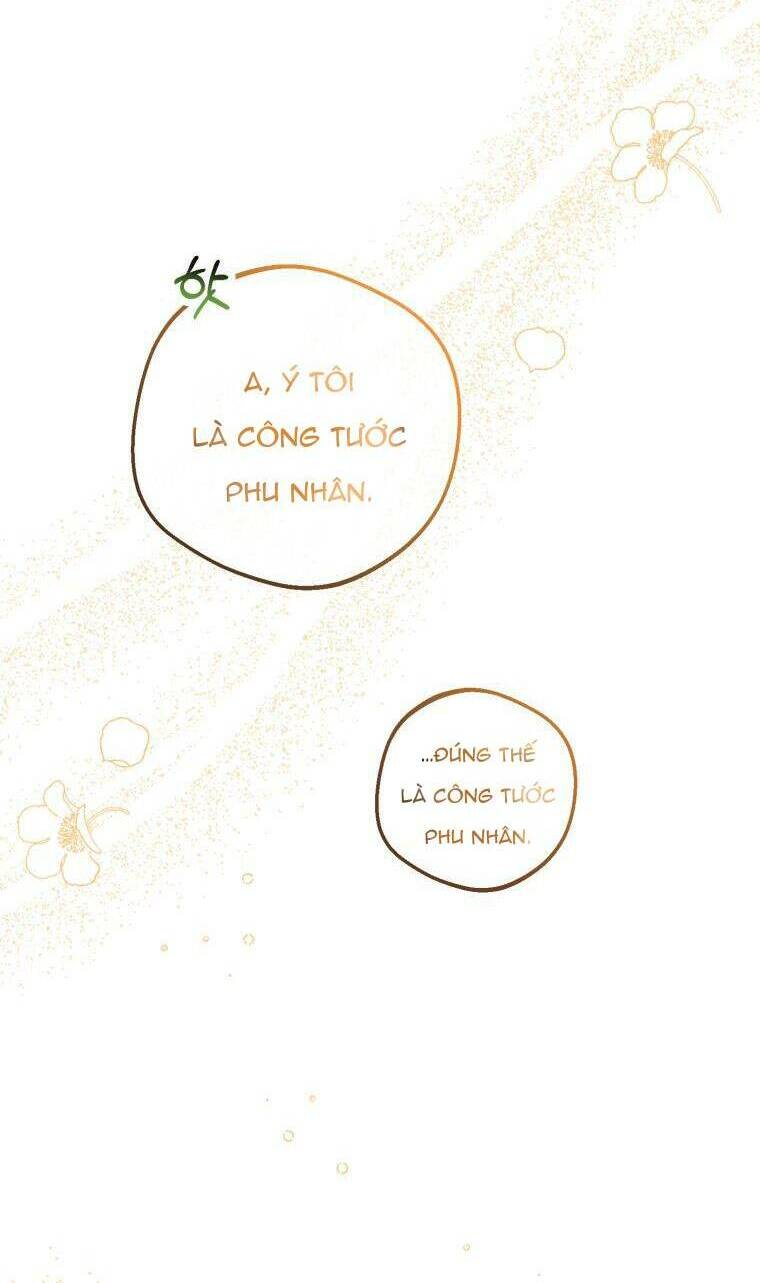 핫
A, Ý TÔI
LÀ CÔNG TƯỚC
PHU NHÂN.
...ĐÚNG THẾ
LÀ CÔNG TƯỚC
PHU NHÂN.